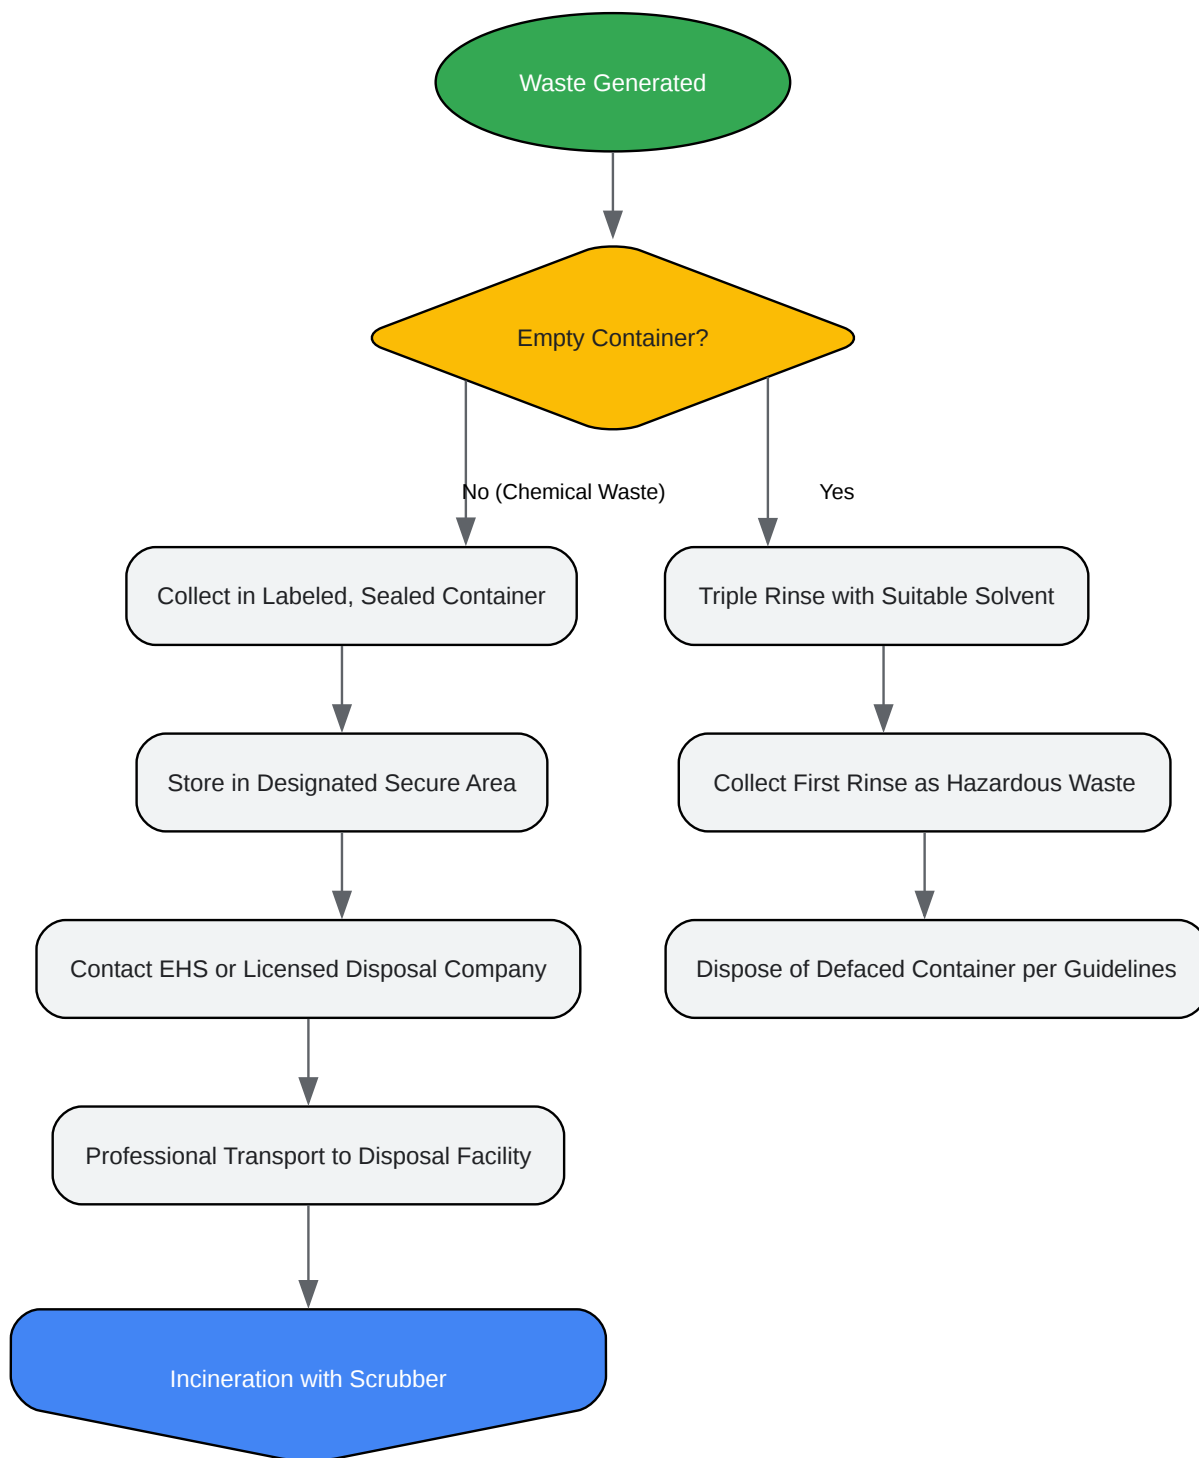 Waste Generated
Empty Container?
No (Chemical Waste)
Yes
Collect in Labeled, Sealed Container
Triple Rinse with Suitable Solvent
Store in Designated Secure Area
Collect First Rinse as Hazardous Waste
Contact EHS or Licensed Disposal Company
Dispose of Defaced Container per Guidelines
Professional Transport to Disposal Facility
Incineration with Scrubber